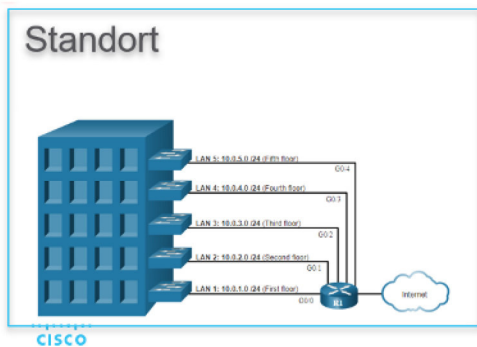 Standort
LAN 5: 10.0.5.0 /24 (Fifth floor)
G0/4
LAN 4: 10.0.4.0 /24 (Fourth floor)
G0/3
LAN 3: 10.0.3.0 /24 (Third floor)
G0/2
LAN 2: 10.0.2.0 /24 (Second floor)
G0/1
LAN 1: 10.0.1.0 /24 (First floor)
G0/0
R1
Internet
CISCO